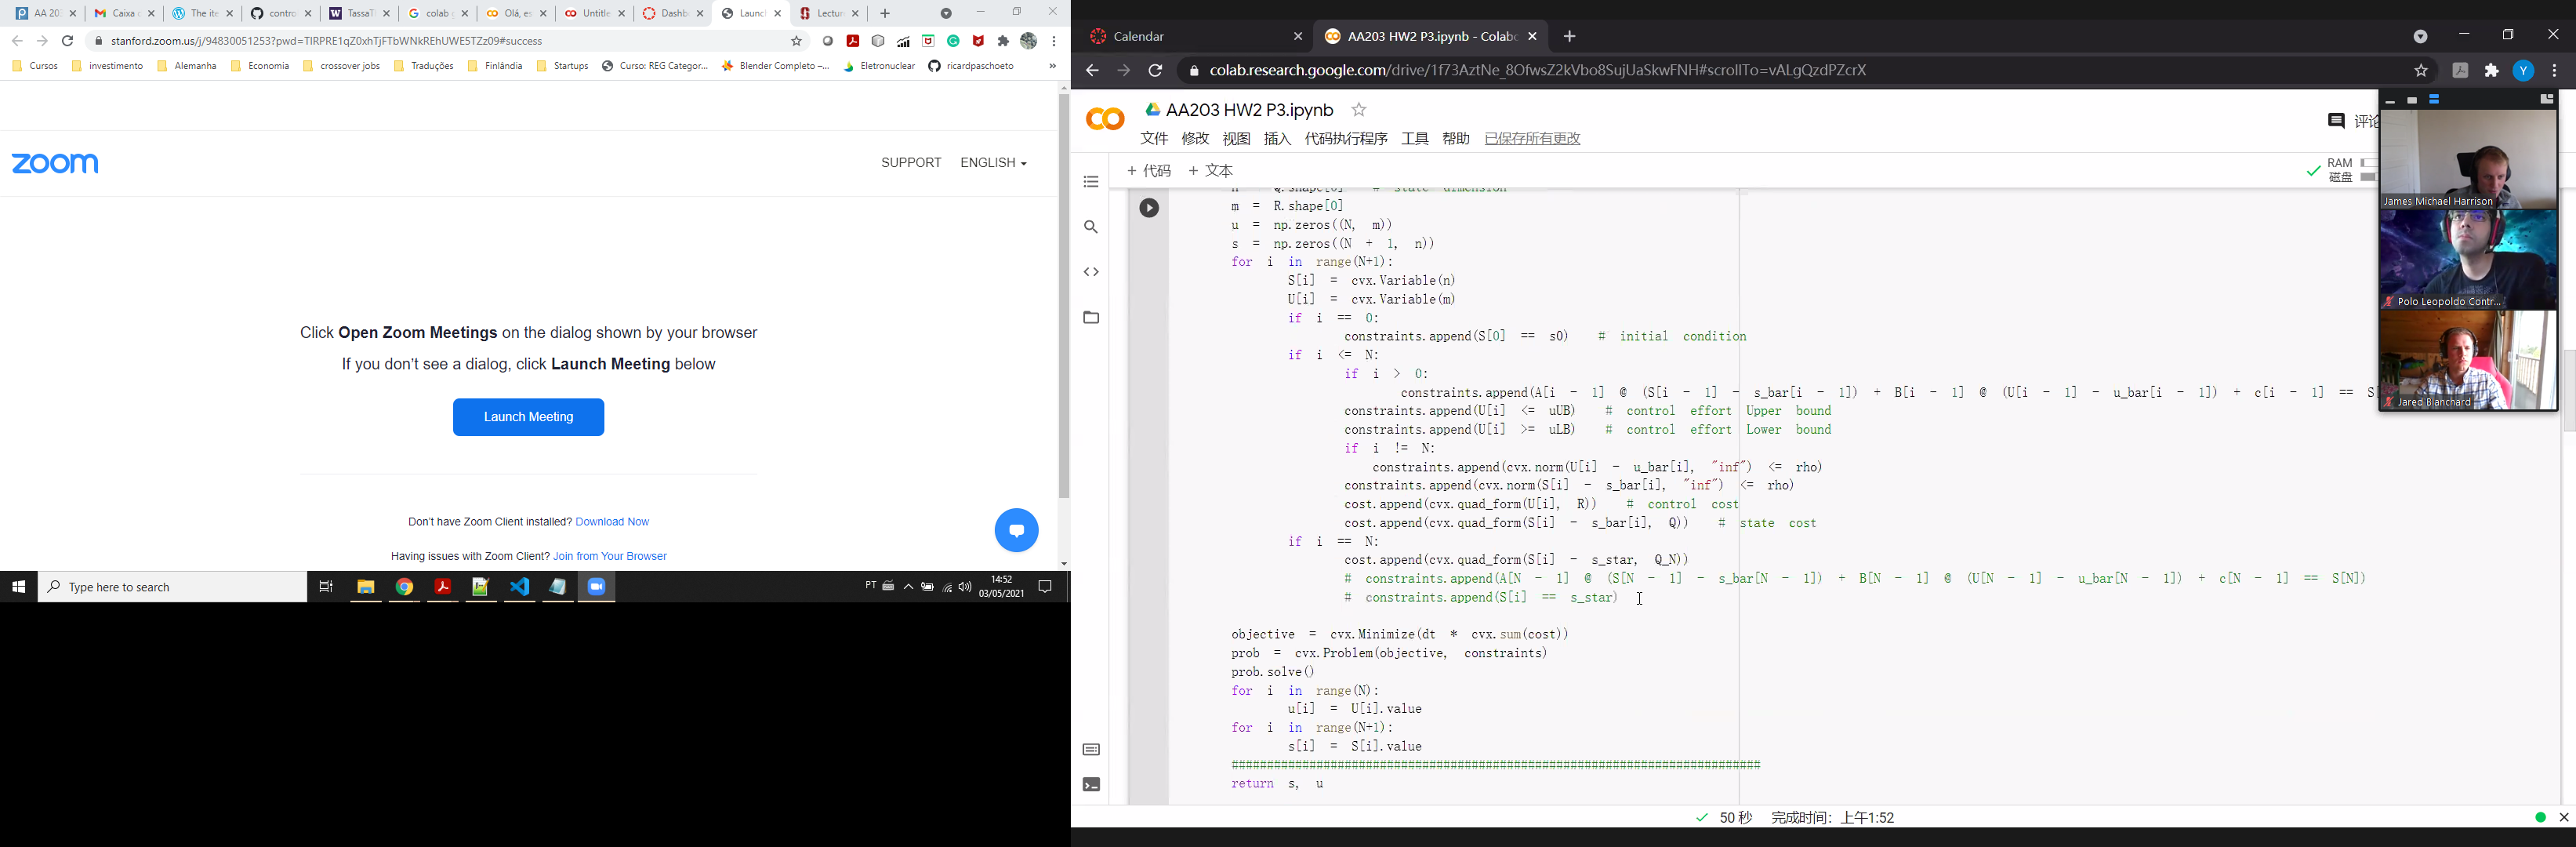 AA 20:
Caixa d
The ite
contro
TassaT
colab g
Olá, es
Untitle
Dashb
Launc
Lectur
stanford.zoom.us/j/94830051253?pwd=TlRPRE1qZ0xhTjFTbWNkREhUWE5TZz09#success
Cursos
investimento
Alemanha
Economia
crossover jobs
Traduções
Finlândia
Startups
Curso: REG Categor...
Blender Completo –...
Eletronuclear
ricardpaschoeto
»
zoom
SUPPORT
ENGLISH
Click Open Zoom Meetings on the dialog shown by your browser
If you don't see a dialog, click Launch Meeting below
Launch Meeting
Don't have Zoom Client installed? Download Now
Having issues with Zoom Client? Join from Your Browser
Type here to search
PT
14:52
03/05/2021
Calendar
AA203 HW2 P3.ipynb - Colabo
colab.research.google.com/drive/1f73AztNe_8OfwsZ2kVbo8SujUaSkwFNH#scrollTo=vALgQzdPZcrX
Y
AA203 HW2 P3.ipynb
文件 修改 视图 插入 代码执行程序 工具 帮助 已保存所有更改
评论
+ 代码 + 文本
RAM
磁盘
James Michael Harrison
Polo Leopoldo Contr...
Jared Blanchard
n = Q.shape[0] # state dimension
m = R.shape[0]
u = np.zeros((N, m))
s = np.zeros((N + 1, n))
for i in range(N+1):
S[i] = cvx.Variable(n)
U[i] = cvx.Variable(m)
if i == 0:
constraints.append(S[0] == s0) # initial condition
if i <= N:
if i > 0:
constraints.append(A[i - 1] @ (S[i - 1] - s_bar[i - 1]) + B[i - 1] @ (U[i - 1] - u_bar[i - 1]) + c[i - 1] == S[
constraints.append(U[i] <= uUB) # control effort Upper bound
constraints.append(U[i] >= uLB) # control effort Lower bound
if i != N:
constraints.append(cvx.norm(U[i] - u_bar[i], "inf") <= rho)
constraints.append(cvx.norm(S[i] - s_bar[i], "inf") <= rho)
cost.append(cvx.quad_form(U[i], R)) # control cost
cost.append(cvx.quad_form(S[i] - s_bar[i], Q)) # state cost
if i == N:
cost.append(cvx.quad_form(S[i] - s_star, Q_N))
# constraints.append(A[N - 1] @ (S[N - 1] - s_bar[N - 1]) + B[N - 1] @ (U[N - 1] - u_bar[N - 1]) + c[N - 1] == S[N])
# constraints.append(S[i] == s_star)
objective = cvx.Minimize(dt * cvx.sum(cost))
prob = cvx.Problem(objective, constraints)
prob.solve()
for i in range(N):
u[i] = U[i].value
for i in range(N+1):
s[i] = S[i].value
###########################################################################
return s, u
50 秒 完成时间：上午1:52